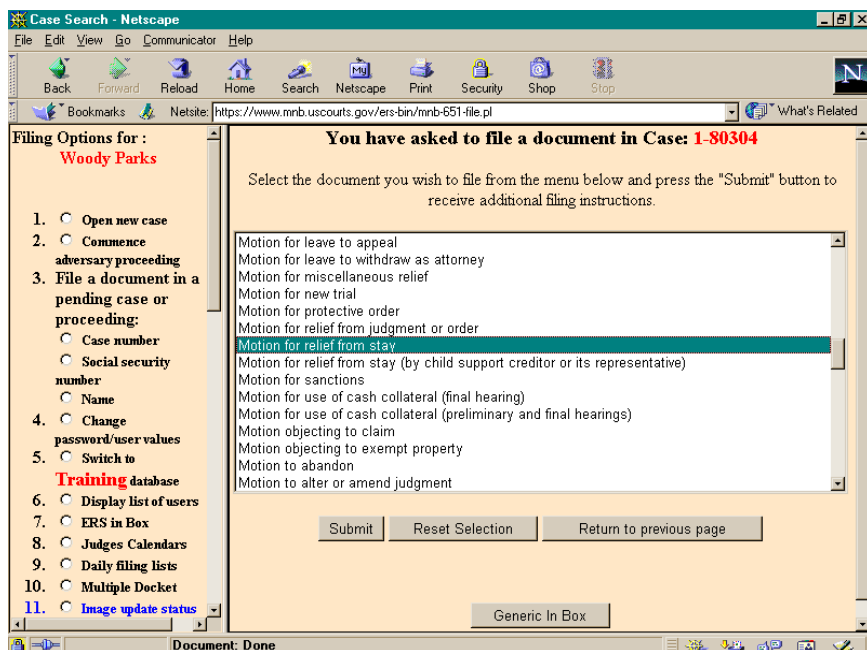 Case Search - Netscape
File Edit View Go Communicator Help
Back Forward Reload Home Search Netscape Print Security Shop Stop
My
N
Bookmarks Netsite: https://www.mnb.uscourts.gov/ers-bin/mnb-651-file.pl What's Related
Filing Options for :
Woody Parks
1. Open new case
2. Commence
adversary proceeding
3. File a document in a
pending case or
proceeding:
Case number
Social security
number
Name
4. Change
password/user values
5. Switch to
Training database
6. Display list of users
7. ERS in Box
8. Judges Calendars
9. Daily filing lists
10. Multiple Docket
11. Image update status
You have asked to file a document in Case: 1-80304
Select the document you wish to file from the menu below and press the "Submit" button to
receive additional filing instructions.
Motion for leave to appeal
Motion for leave to withdraw as attorney
Motion for miscellaneous relief
Motion for new trial
Motion for protective order
Motion for relief from judgment or order
Motion for relief from stay
Motion for relief from stay (by child support creditor or its representative)
Motion for sanctions
Motion for use of cash collateral (final hearing)
Motion for use of cash collateral (preliminary and final hearings)
Motion objecting to claim
Motion objecting to exempt property
Motion to abandon
Motion to alter or amend judgment
Submit Reset Selection Return to previous page
Generic In Box
Document: Done